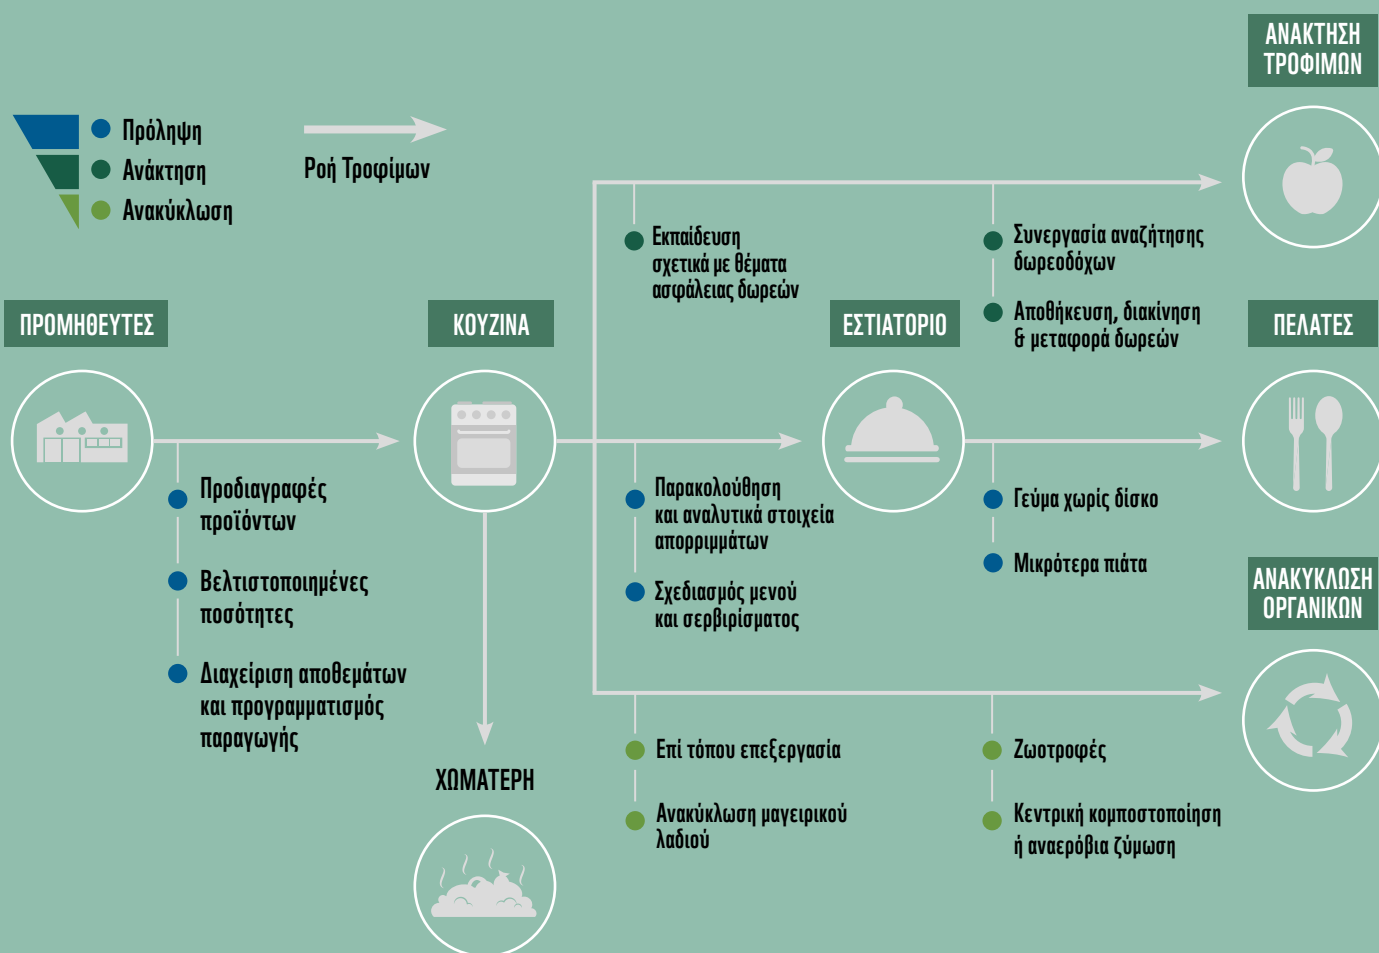 ΑΝΑΚΤΗΣΗ
ΤΡΟΦΙΜΩΝ
Πρόληψη
Ανάκτηση
Ανακύκλωση
Ροή Τροφίμων
Εκπαίδευση
σχετικά με θέματα
ασφάλειας δωρεών
Συνεργασία αναζήτησης
δωρεοδόχων
Αποθήκευση, διακίνηση
& μεταφορά δωρεών
ΠΡΟΜΗΘΕΥΤΕΣ
ΚΟΥΖΙΝΑ
ΕΣΤΙΑΤΟΡΙΟ
ΠΕΛΑΤΕΣ
Προδιαγραφές
προϊόντων
Βελτιστοποιημένες
ποσότητες
Διαχείριση αποθεμάτων
και προγραμματισμός
παραγωγής
Παρακολούθηση
και αναλυτικά στοιχεία
απορριμμάτων
Σχεδιασμός μενού
και σερβιρίσματος
Γεύμα χωρίς δίσκο
Μικρότερα πιάτα
ΑΝΑΚΥΚΛΩΣΗ
ΟΡΓΑΝΙΚΩΝ
ΧΩΜΑΤΕΡΗ
Επί τόπου επεξεργασία
Ανακύκλωση μαγειρικού
λαδιού
Ζωοτροφές
Κεντρική κομποστοποίηση
ή αναερόβια ζύμωση